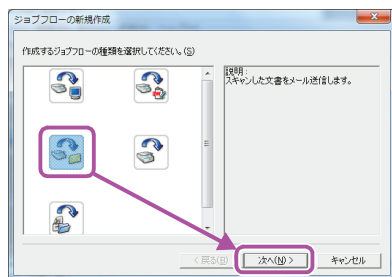 ジョブフローの新規作成
作成するジョブフローの種類を選択してください。(S)
説明:
スキャンした文書をメール送信します。
< 戻る(B)
次へ(N) >
キャンセル